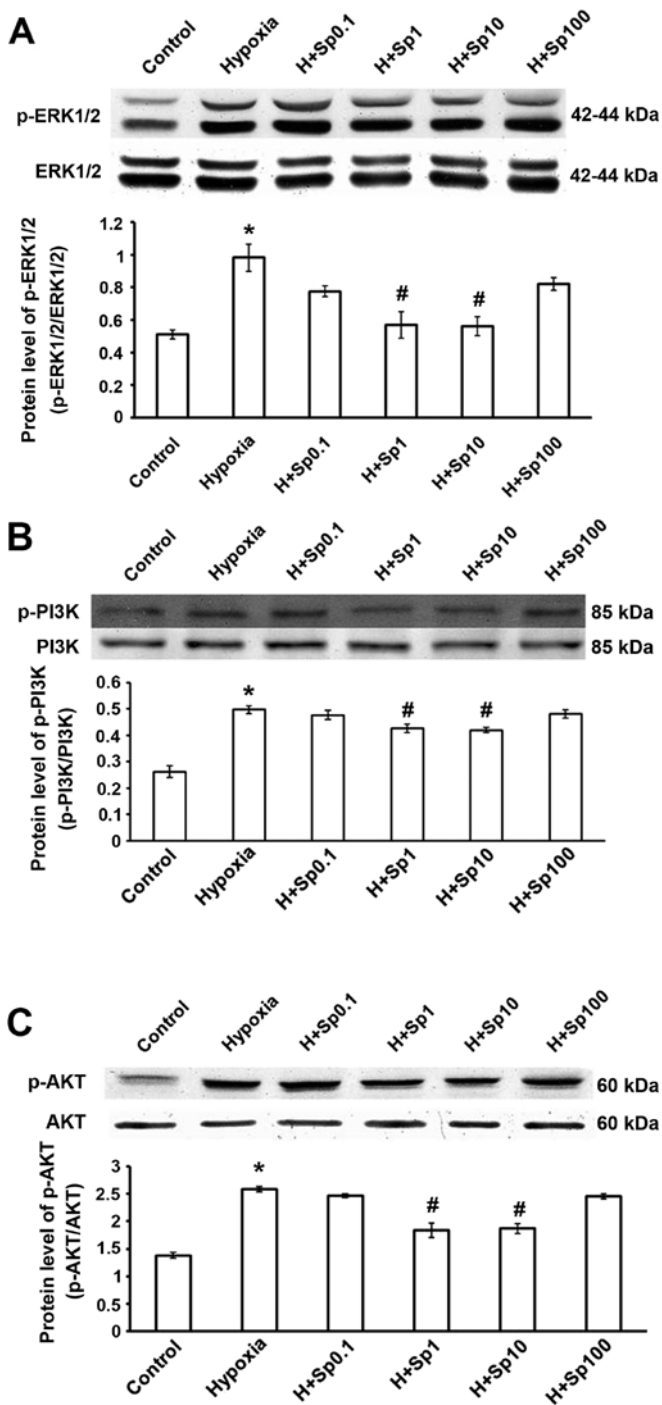 A
Control Hypoxia H+Sp0.1 H+Sp1 H+Sp10 H+Sp100
p-ERK1/2 42-44 kDa
ERK1/2 42-44 kDa
Protein level of p-ERK1/2
(p-ERK1/2/ERK1/2)
1.2
1
0.8
0.6
0.4
0.2
0
*
# #
Control Hypoxia H+Sp0.1 H+Sp1 H+Sp10 H+Sp100
B
Control Hypoxia H+Sp0.1 H+Sp1 H+Sp10 H+Sp100
p-PI3K 85 kDa
PI3K 85 kDa
Protein level of p-PI3K
(p-PI3K/PI3K)
0.6
0.5
0.4
0.3
0.2
0.1
0
*
# #
Control Hypoxia H+Sp0.1 H+Sp1 H+Sp10 H+Sp100
C
Control Hypoxia H+Sp0.1 H+Sp1 H+Sp10 H+Sp100
p-AKT 60 kDa
AKT 60 kDa
Protein level of p-AKT
(p-AKT/AKT)
3
2.5
2
1.5
1
0.5
0
*
# #
Control Hypoxia H+Sp0.1 H+Sp1 H+Sp10 H+Sp100